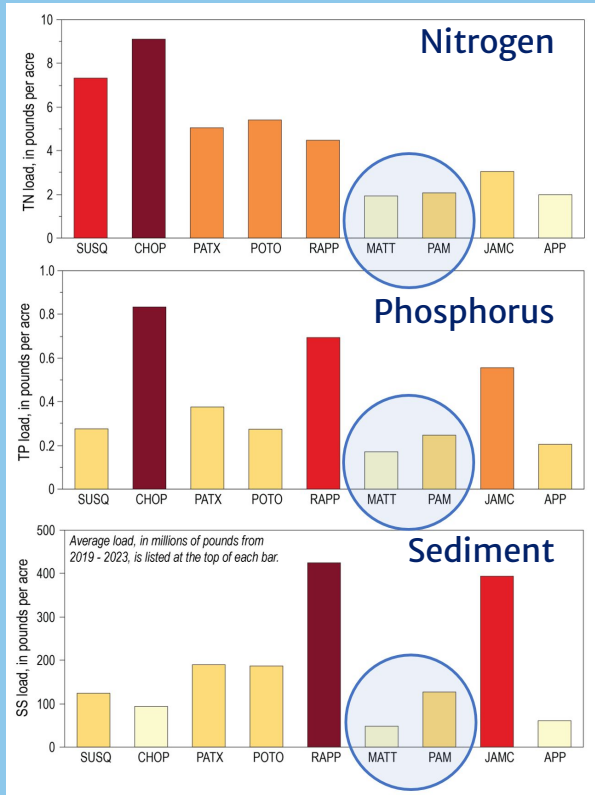 Nitrogen
TN load, in pounds per acre
10
8
6
4
2
0
SUSQ CHOP PATX POTO RAPP MATT PAM JAMC APP
Phosphorus
TP load, in pounds per acre
1.0
0.8
0.6
0.4
0.2
0
SUSQ CHOP PATX POTO RAPP MATT PAM JAMC APP
Sediment
Average load, in millions of pounds from
2019 - 2023, is listed at the top of each bar.
SS load, in pounds per acre
500
400
300
200
100
0
SUSQ CHOP PATX POTO RAPP MATT PAM JAMC APP